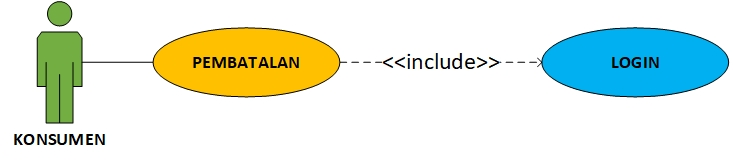 PEMBATALAN
<<include>>
LOGIN
KONSUMEN